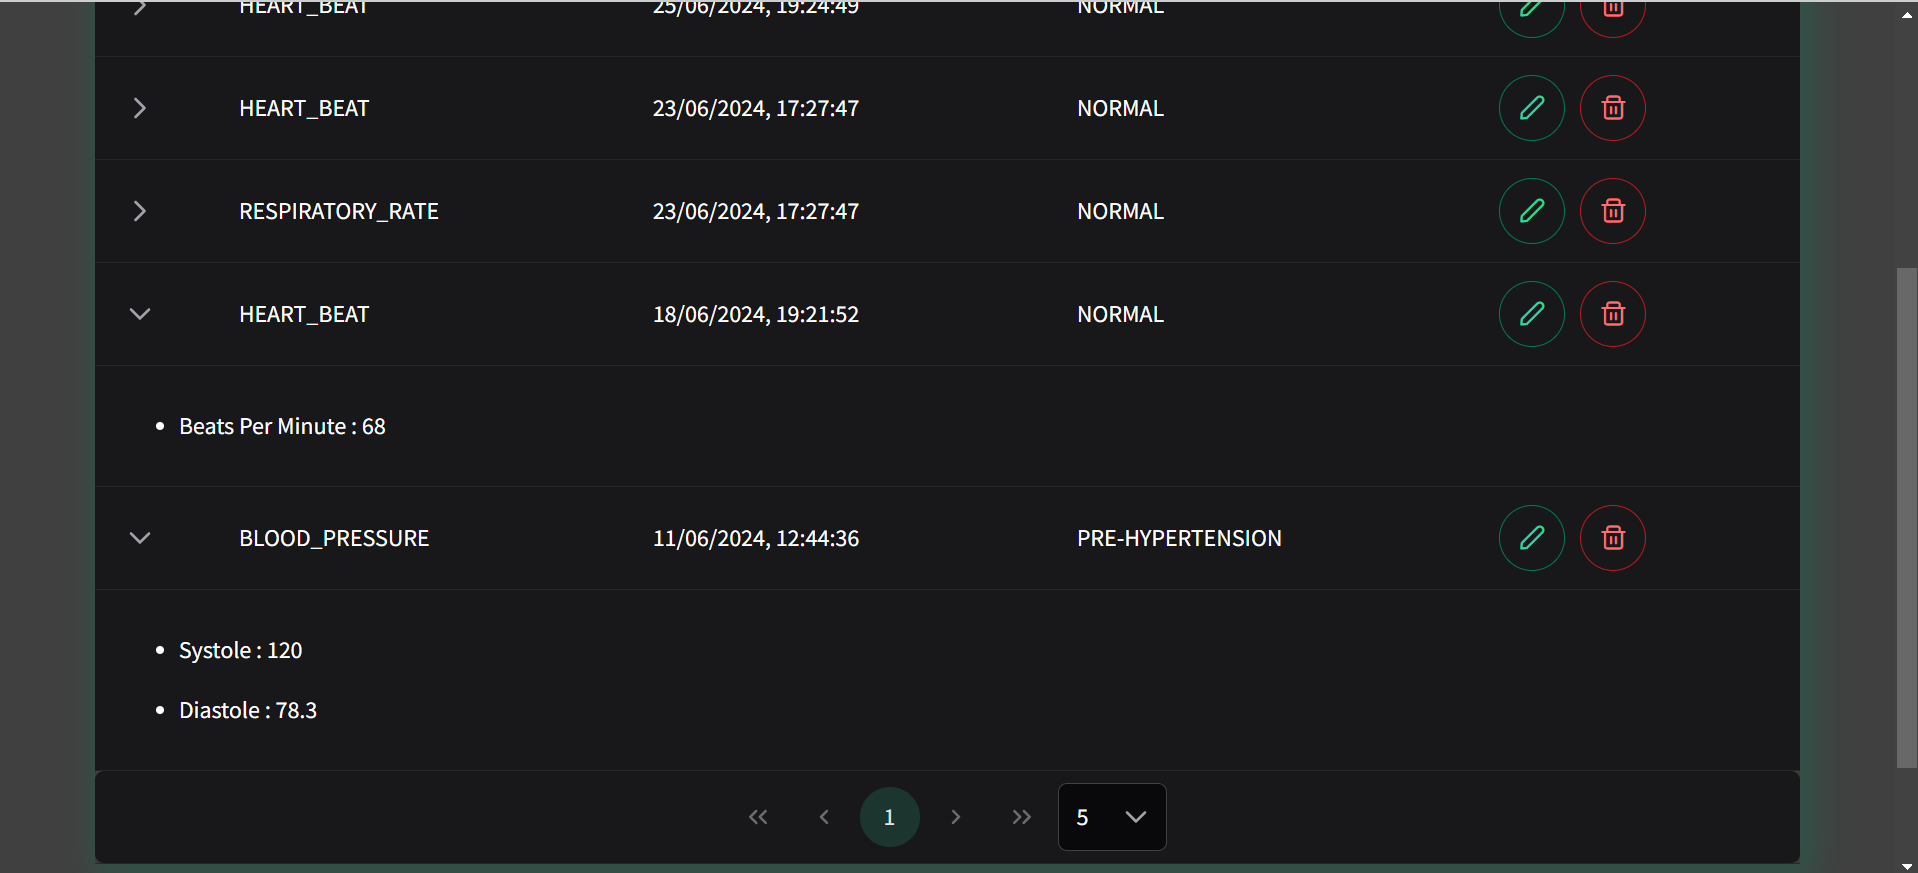 HEART_BEAT 25/06/2024, 19:24:49 NORMAL
HEART_BEAT 23/06/2024, 17:27:47 NORMAL
RESPIRATORY_RATE 23/06/2024, 17:27:47 NORMAL
HEART_BEAT 18/06/2024, 19:21:52 NORMAL
• Beats Per Minute : 68
BLOOD_PRESSURE 11/06/2024, 12:44:36 PRE-HYPERTENSION
• Systole : 120
• Diastole : 78.3
1 5